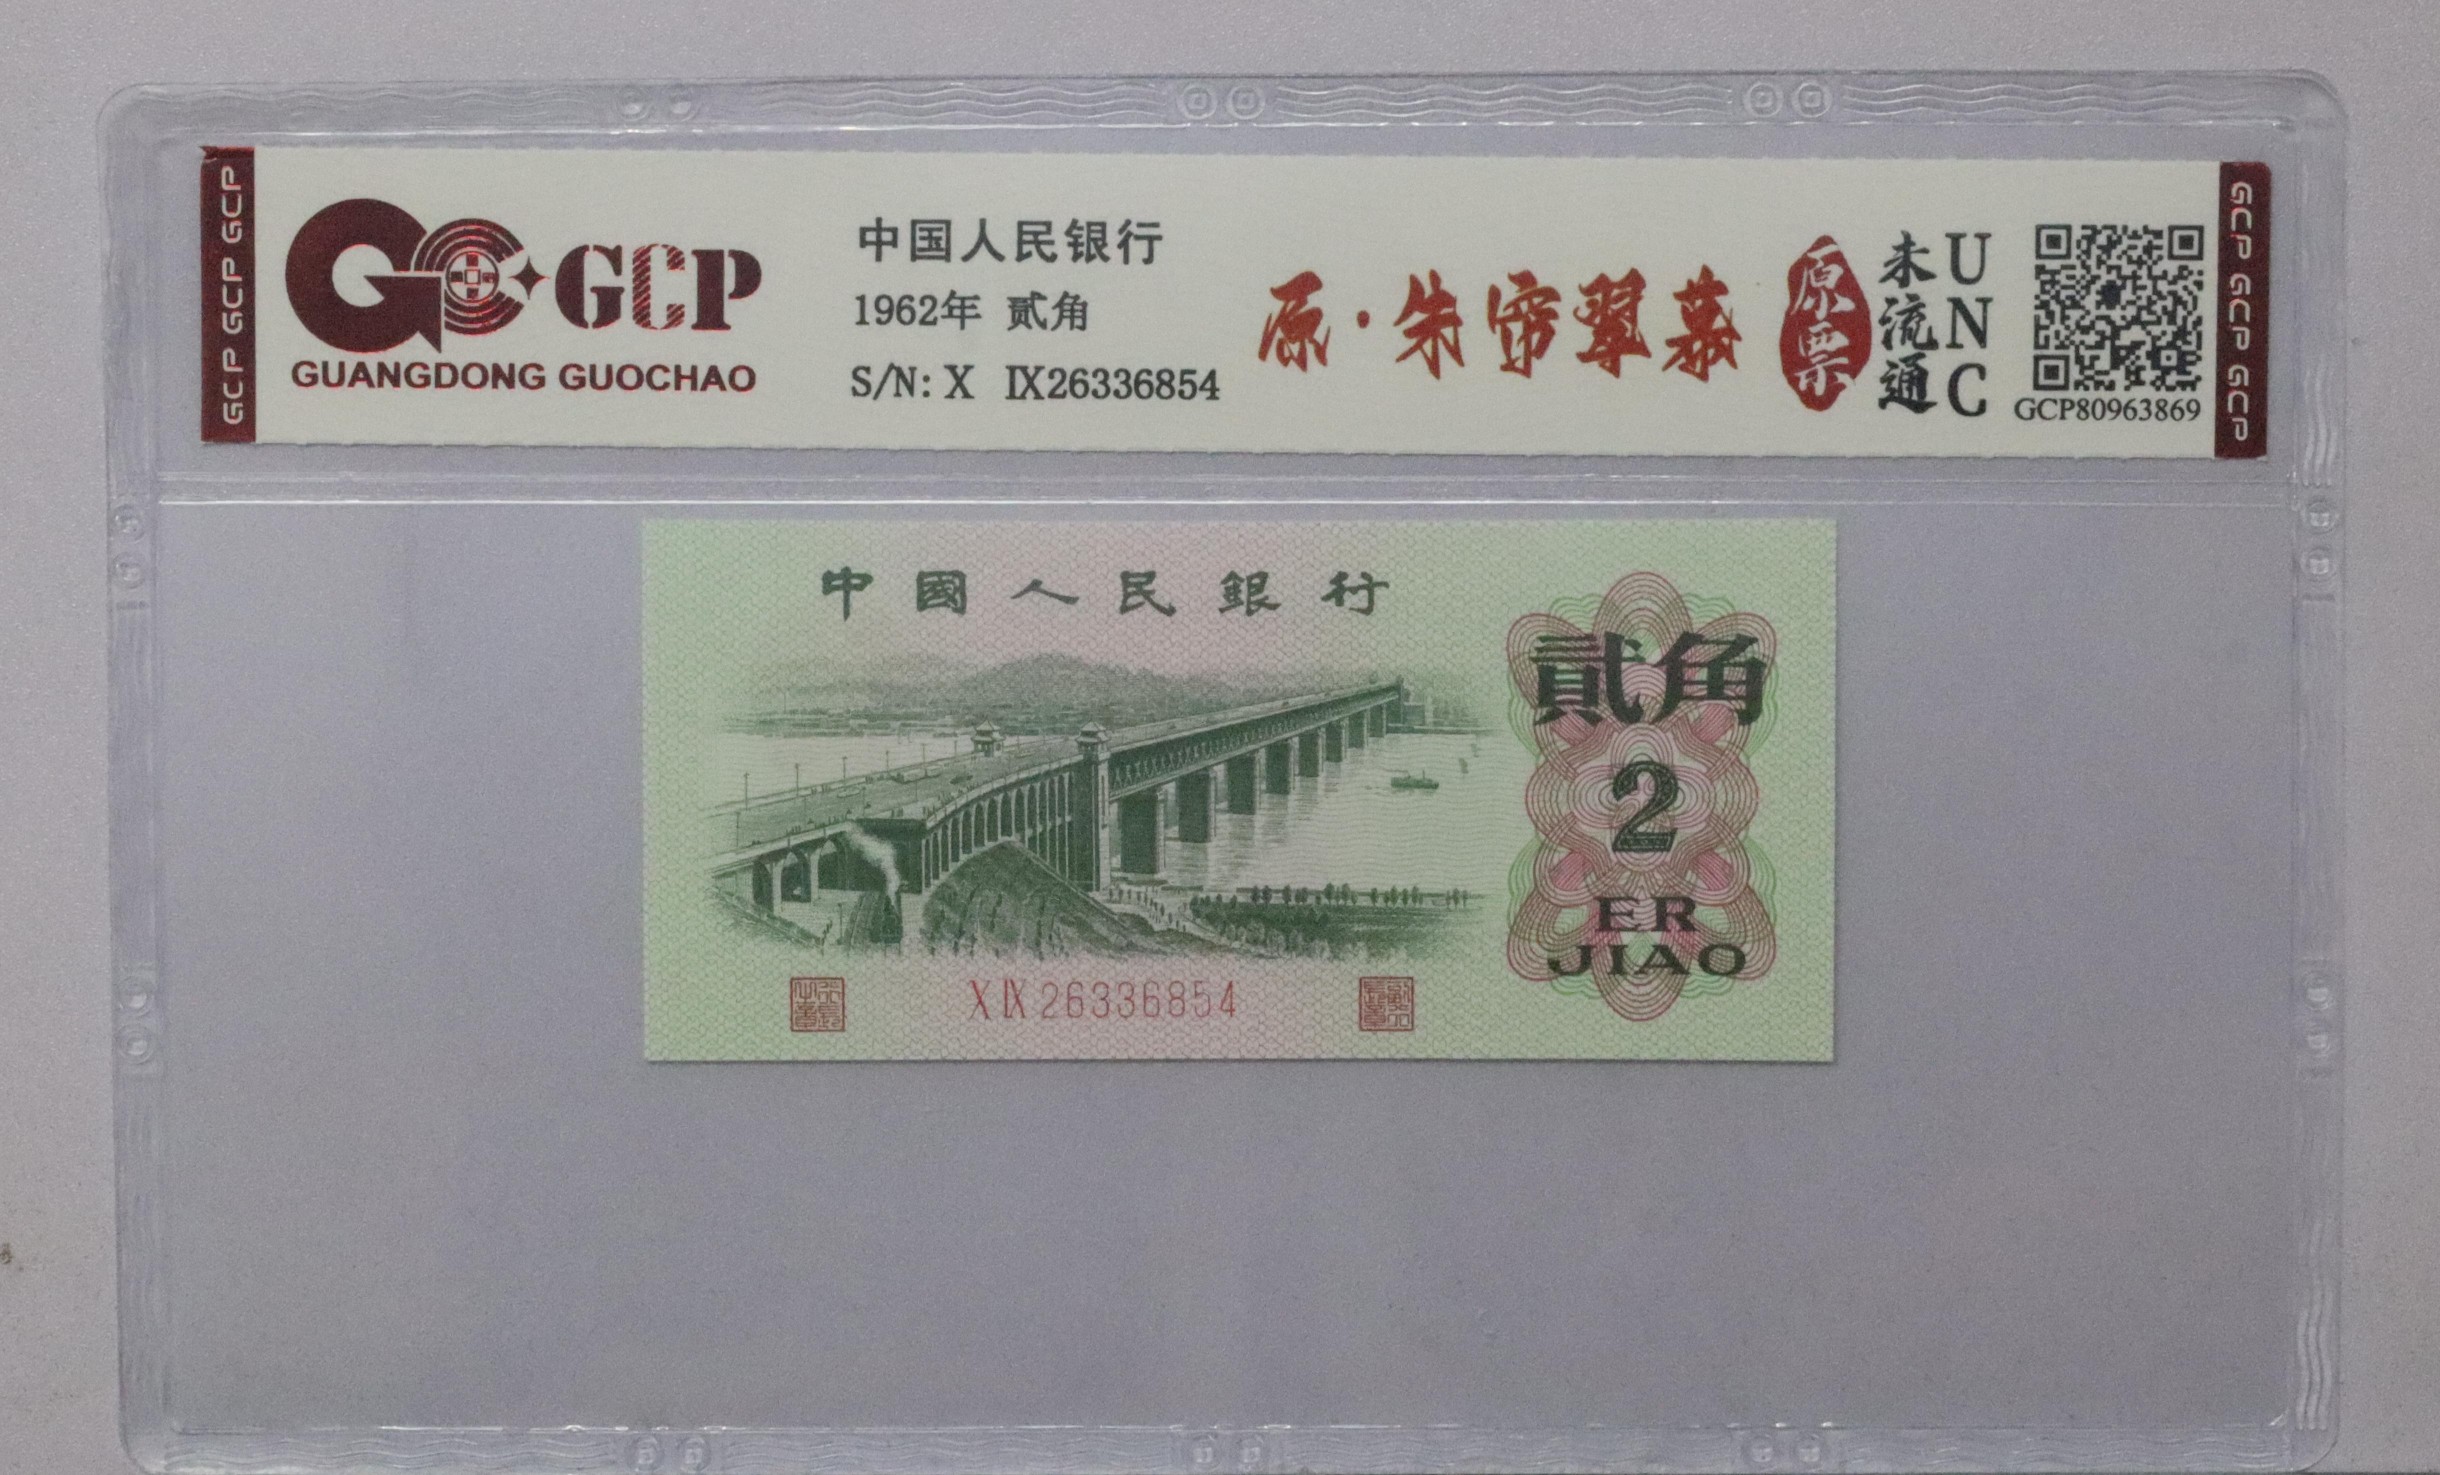 GCP GCP GCP GCP
GCP
GUANGDONG GUOCHAO
中国人民银行
1962年 贰角
S/N: X IX26336854
原·朱帘翠幕
原票
未流通
UNC
GCP80963869
GCP GCP GCP GCP
中國人民銀行
貳角
2
ER
JIAO
X IX 26336854